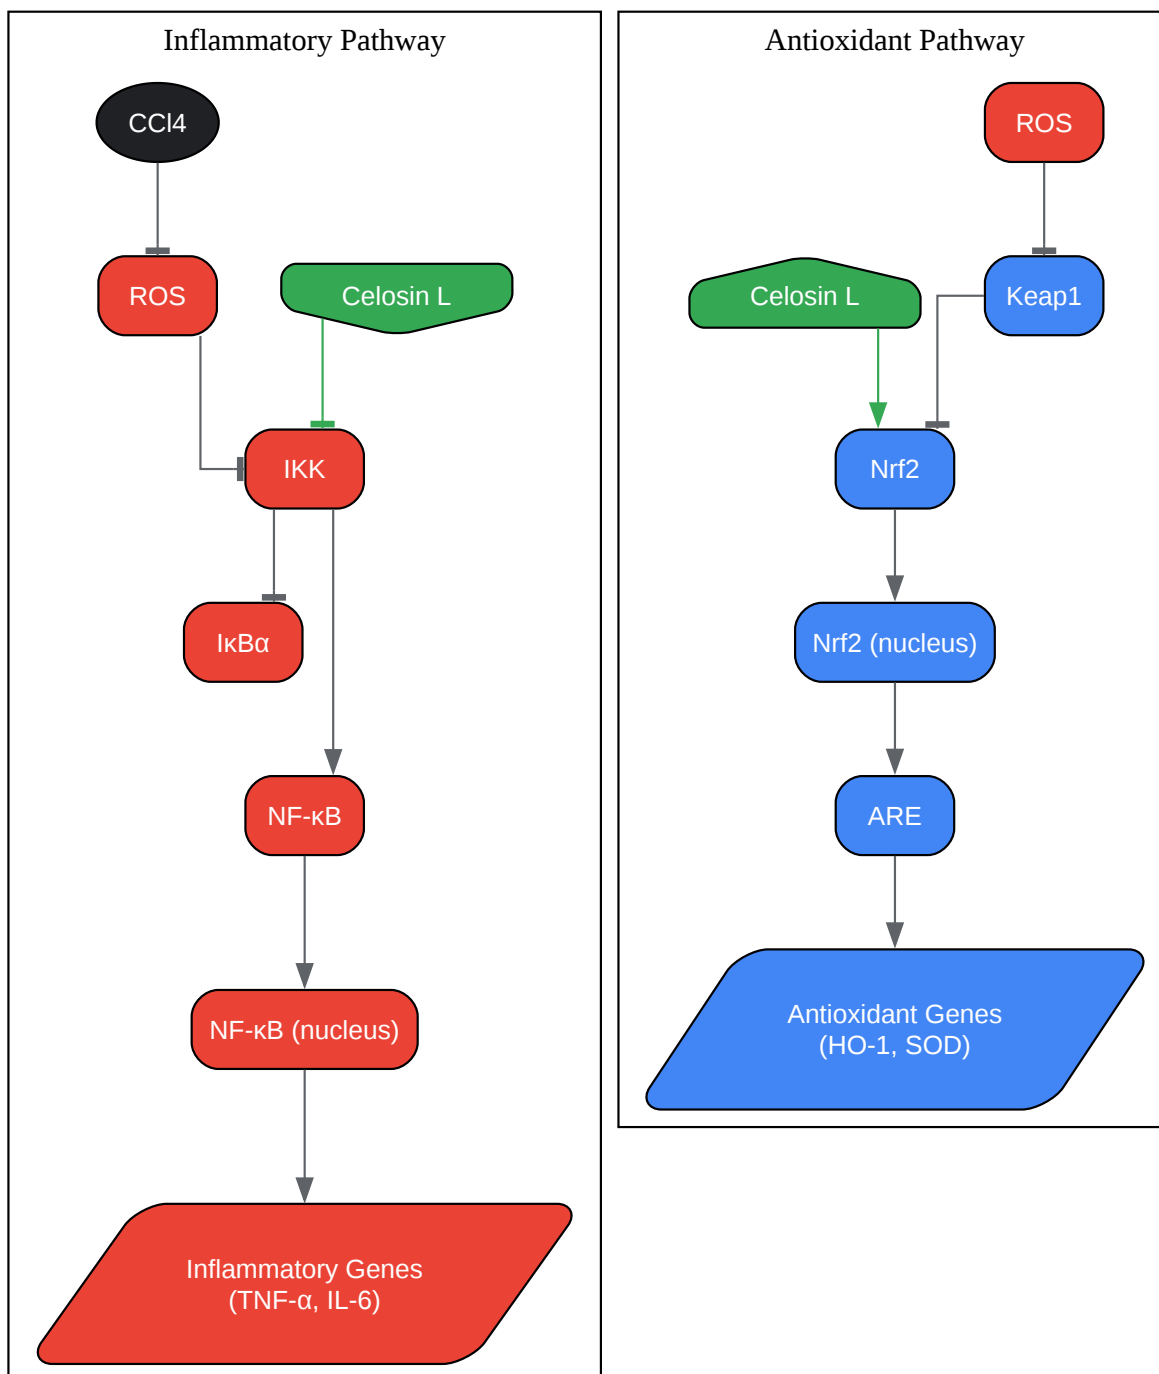 Inflammatory Pathway
CCl4
ROS
Celosin L
IKK
IκBα
NF-κB
NF-κB (nucleus)
Inflammatory Genes
(TNF-α, IL-6)
Antioxidant Pathway
ROS
Celosin L
Keap1
Nrf2
Nrf2 (nucleus)
ARE
Antioxidant Genes
(HO-1, SOD)